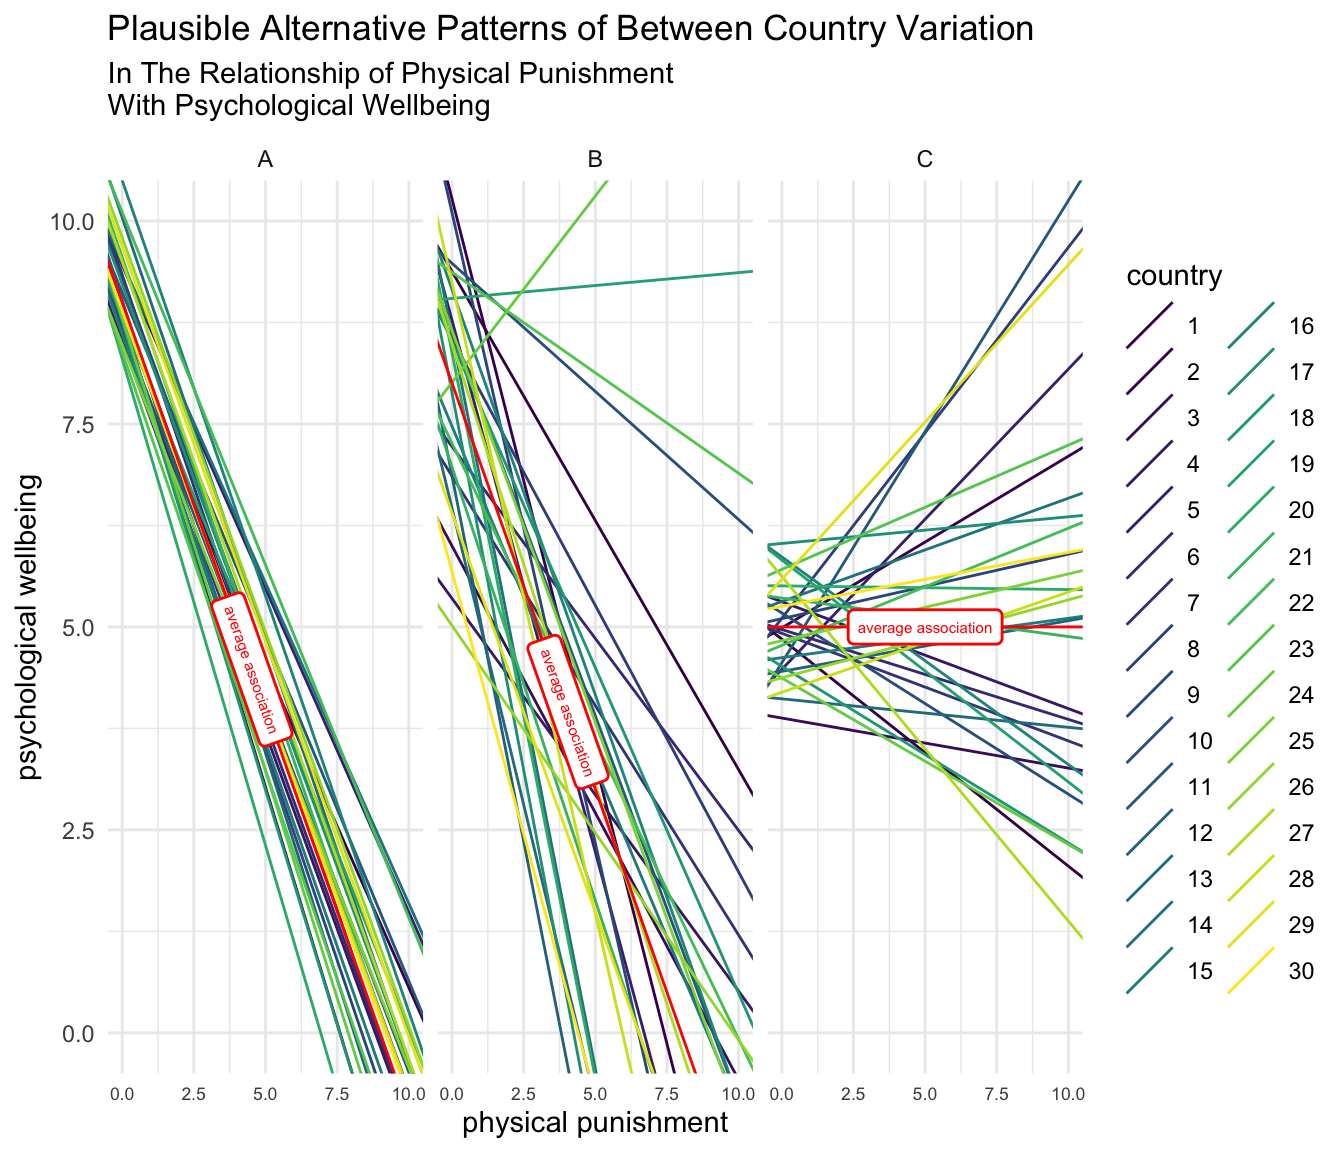 Plausible Alternative Patterns of Between Country Variation
In The Relationship of Physical Punishment
With Psychological Wellbeing
A
B
C
psychological wellbeing
10.0
7.5
5.0
2.5
0.0
average association
average association
average association
0.0 2.5 5.0 7.5 10.0
0.0 2.5 5.0 7.5 10.0
0.0 2.5 5.0 7.5 10.0
physical punishment
country
1 16
2 17
3 18
4 19
5 20
6 21
7 22
8 23
9 24
10 25
11 26
12 27
13 28
14 29
15 30